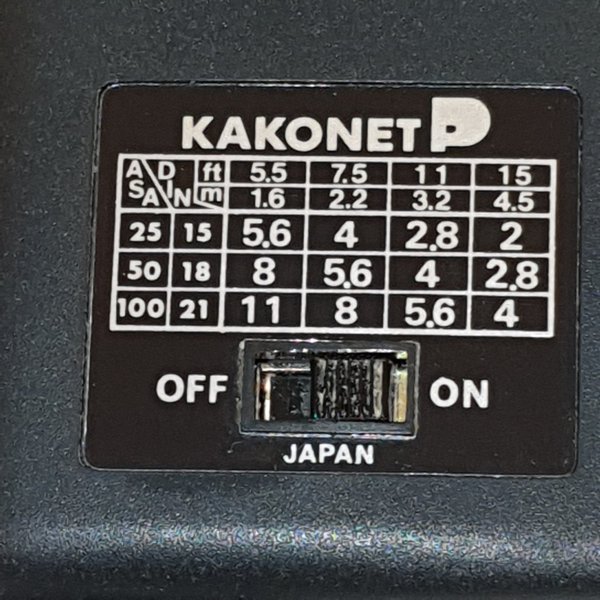 KAKONET P
ASA DIN ft 5.5 7.5 11 15
m 1.6 2.2 3.2 4.5
25 15 5.6 4 2.8 2
50 18 8 5.6 4 2.8
100 21 11 8 5.6 4
OFF ON
JAPAN